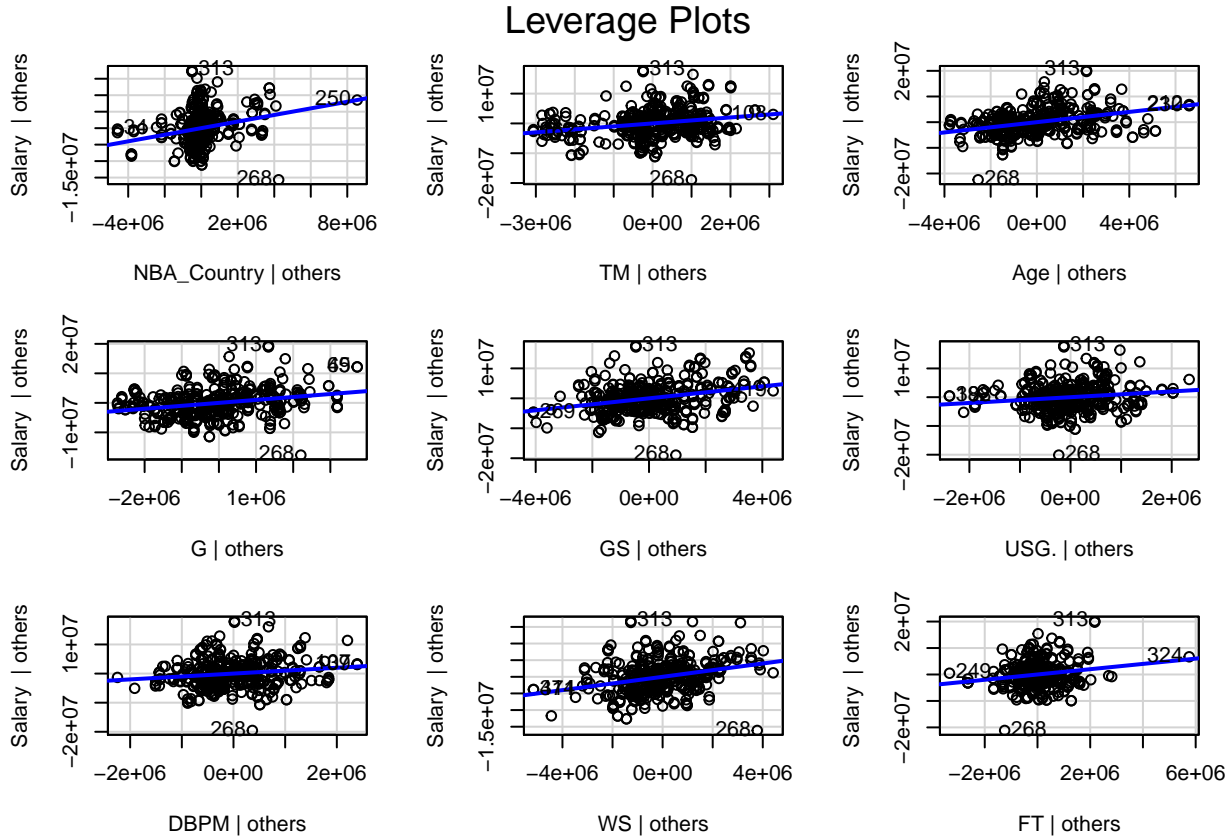 Leverage Plots
Salary | others
−1.5e+07
313
250
268
−4e+06 2e+06 8e+06
NBA_Country | others
Salary | others
−2e+07 1e+07
313
108
268
−3e+06 0e+00 2e+06
TM | others
Salary | others
−2e+07 2e+07
313
268
−4e+06 0e+00 4e+06
Age | others
Salary | others
−1e+07 2e+07
313
268
−2e+06 1e+06
G | others
Salary | others
−2e+07 1e+07
313
268
−4e+06 0e+00 4e+06
GS | others
Salary | others
−2e+07 1e+07
313
268
−2e+06 0e+00 2e+06
USG. | others
Salary | others
−2e+07 1e+07
313
268
−2e+06 0e+00 2e+06
DBPM | others
Salary | others
−1.5e+07
313
268
−4e+06 0e+00 4e+06
WS | others
Salary | others
−2e+07 2e+07
313
324
249
268
−2e+06 2e+06 6e+06
FT | others